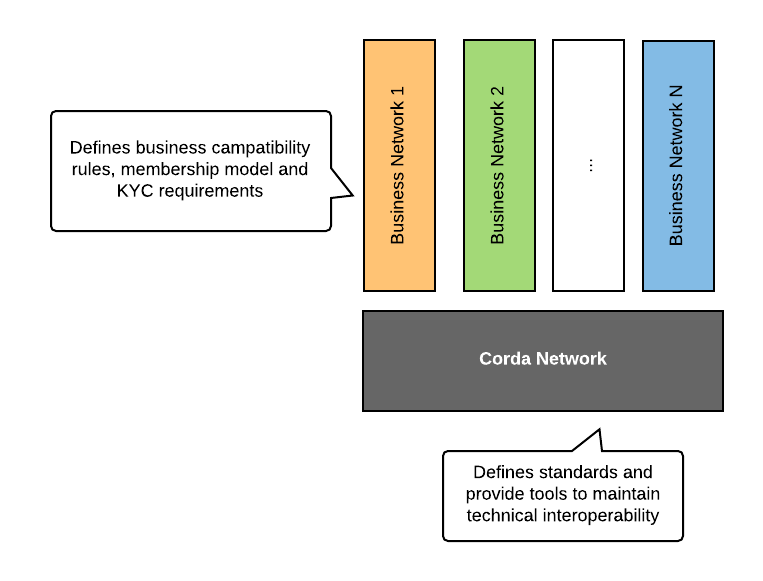 Defines business campatibility
rules, membership model and
KYC requirements
Business Network 1
Business Network 2
...
Business Network N
Corda Network
Defines standards and
provide tools to maintain
technical interoperability